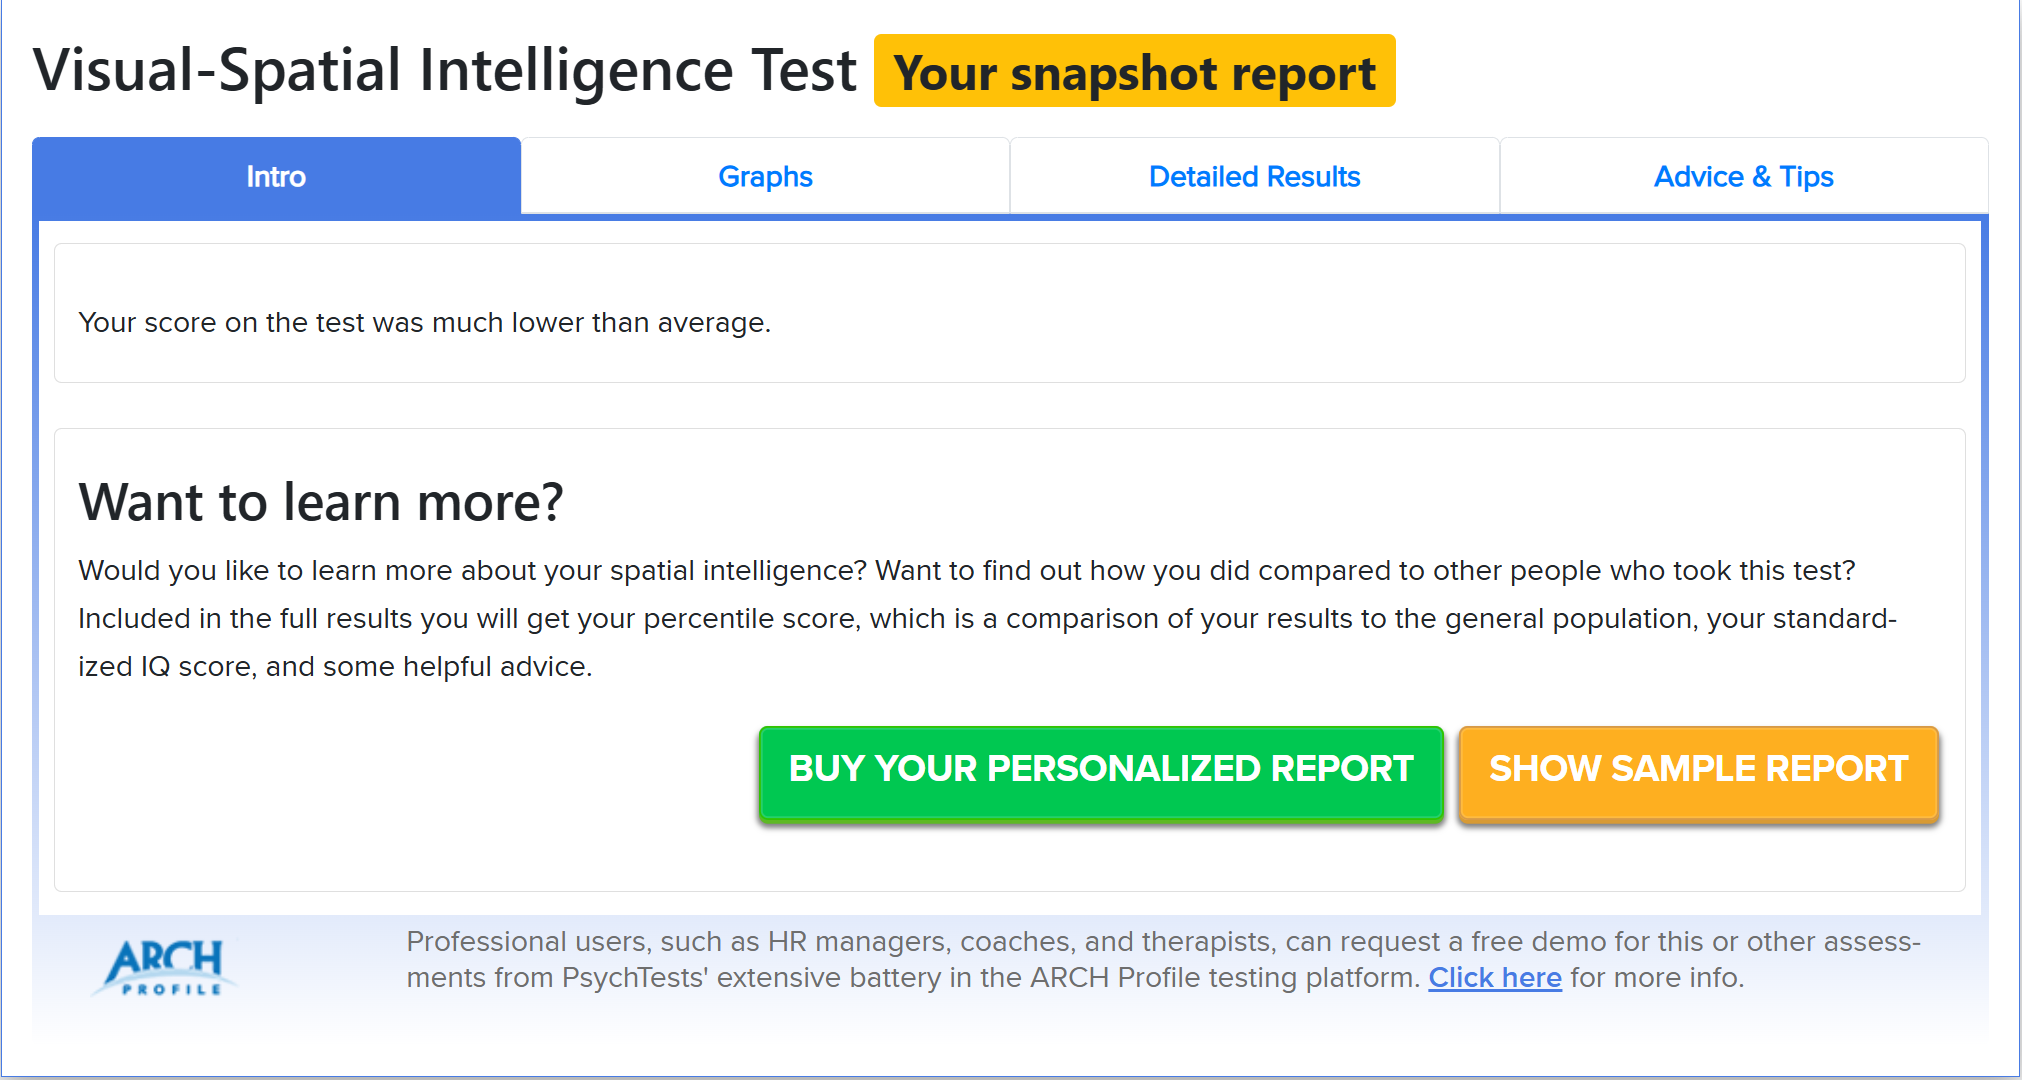 Visual-Spatial Intelligence Test Your snapshot report
Intro Graphs Detailed Results Advice & Tips
Your score on the test was much lower than average.
Want to learn more?
Would you like to learn more about your spatial intelligence? Want to find out how you did compared to other people who took this test?
Included in the full results you will get your percentile score, which is a comparison of your results to the general population, your standard-
ized IQ score, and some helpful advice.
BUY YOUR PERSONALIZED REPORT SHOW SAMPLE REPORT
ARCH
PROFILE
Professional users, such as HR managers, coaches, and therapists, can request a free demo for this or other assess-
ments from PsychTests' extensive battery in the ARCH Profile testing platform. Click here for more info.